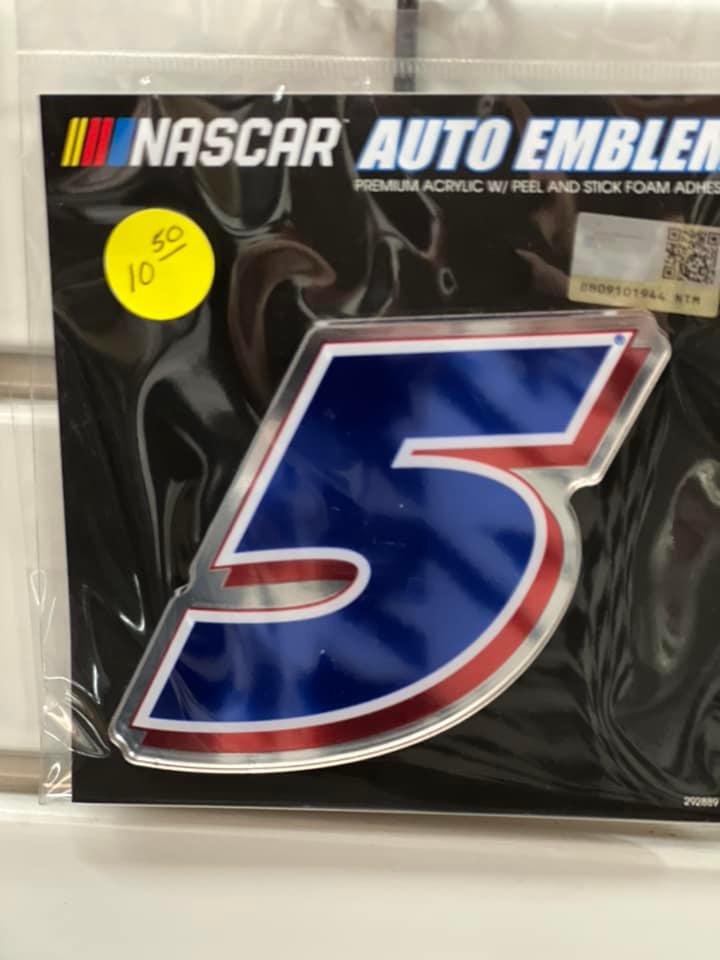 NASCAR AUTO EMBLEM
PREMIUM ACRYLIC W/ PEEL AND STICK FOAM ADHES
10 50
0809101944 NTM
5
292889